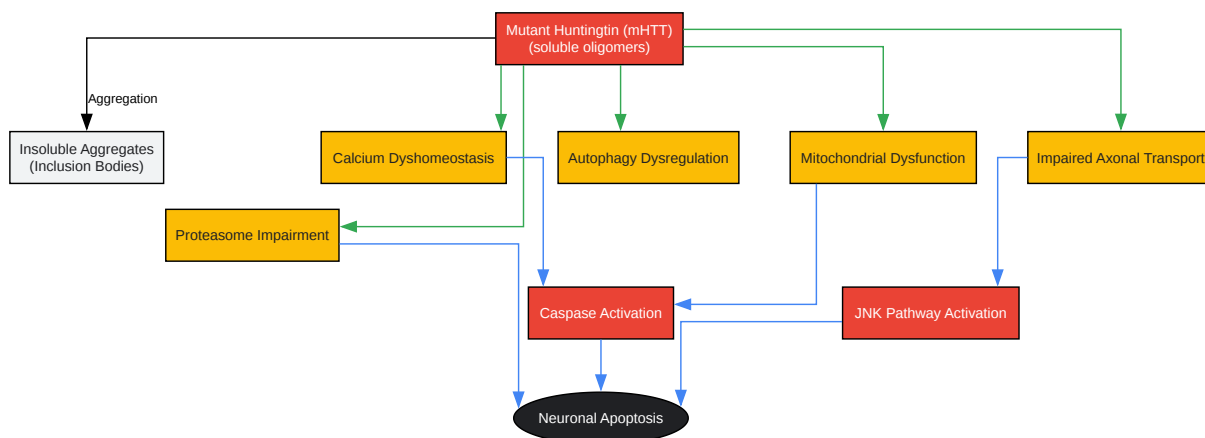 Mutant Huntingtin (mHTT)
(soluble oligomers)
Aggregation
Insoluble Aggregates
(Inclusion Bodies)
Calcium Dyshomeostasis
Autophagy Dysregulation
Mitochondrial Dysfunction
Impaired Axonal Transport
Proteasome Impairment
Caspase Activation
JNK Pathway Activation
Neuronal Apoptosis